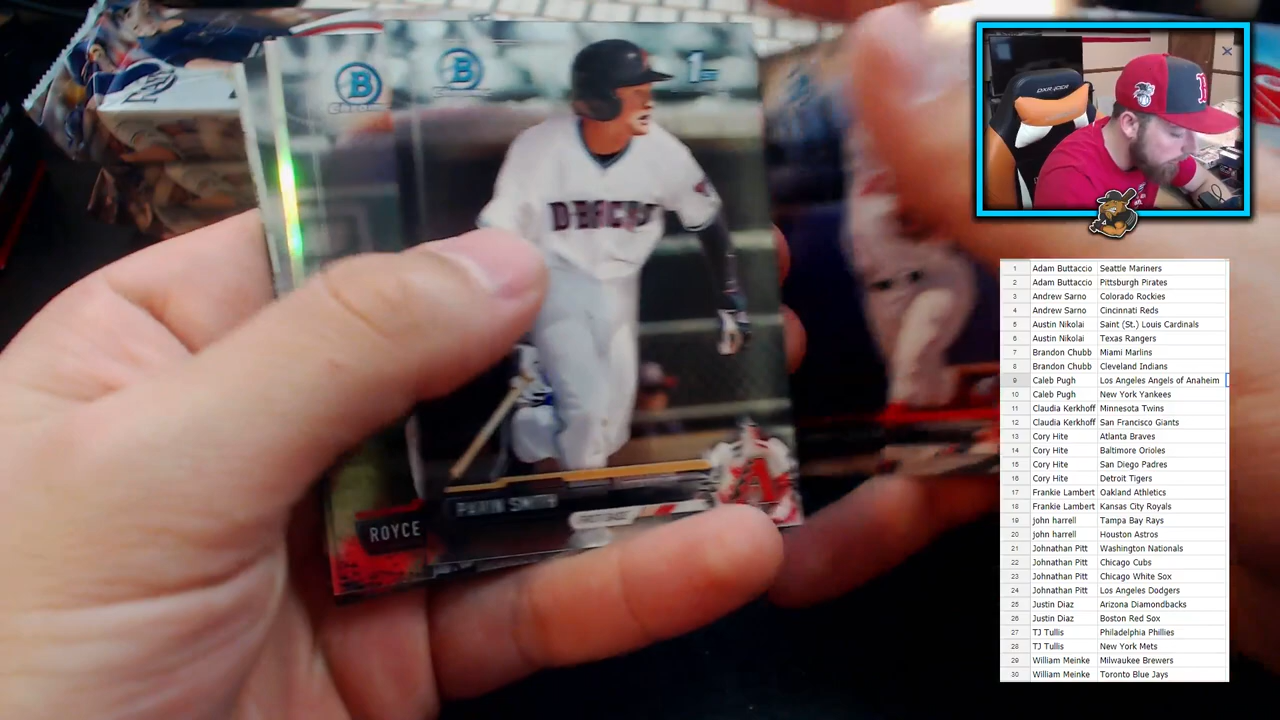 B
CHROME
B
1ST
PAVIN SMITH
ROYCE
A
DXRACER
B
1 Adam Buttaccio Seattle Mariners
2 Adam Buttaccio Pittsburgh Pirates
3 Andrew Sarno Colorado Rockies
4 Andrew Sarno Cincinnati Reds
5 Austin Nikolai Saint (St.) Louis Cardinals
6 Austin Nikolai Texas Rangers
7 Brandon Chubb Miami Marlins
8 Brandon Chubb Cleveland Indians
9 Caleb Pugh Los Angeles Angels of Anaheim
10 Caleb Pugh New York Yankees
11 Claudia Kerkhoff Minnesota Twins
12 Claudia Kerkhoff San Francisco Giants
13 Cory Hite Atlanta Braves
14 Cory Hite Baltimore Orioles
15 Cory Hite San Diego Padres
16 Cory Hite Detroit Tigers
17 Frankie Lambert Oakland Athletics
18 Frankie Lambert Kansas City Royals
19 john harrell Tampa Bay Rays
20 john harrell Houston Astros
21 Johnathan Pitt Washington Nationals
22 Johnathan Pitt Chicago Cubs
23 Johnathan Pitt Chicago White Sox
24 Johnathan Pitt Los Angeles Dodgers
25 Justin Diaz Arizona Diamondbacks
26 Justin Diaz Boston Red Sox
27 TJ Tullis Philadelphia Phillies
28 TJ Tullis New York Mets
29 William Meinke Milwaukee Brewers
30 William Meinke Toronto Blue Jays